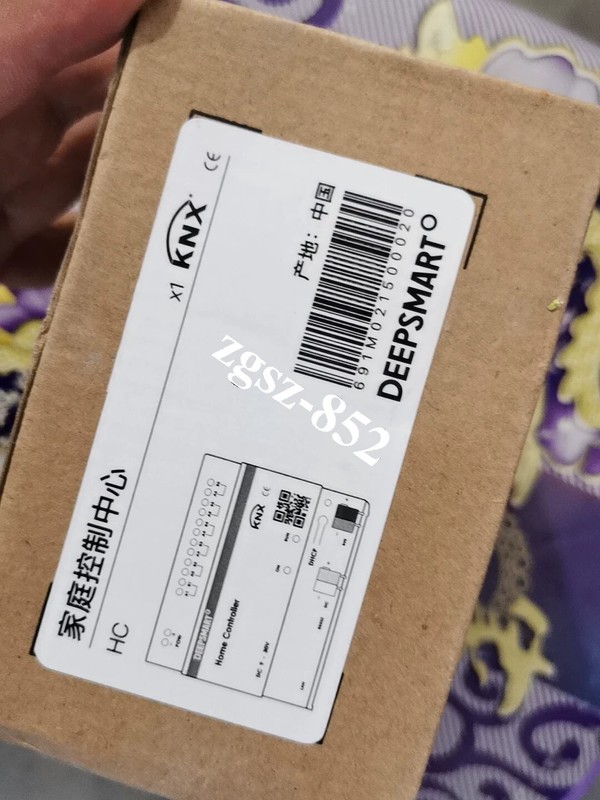 家庭控制中心
HC
x1 KNX CE
产地：中国
691M021500020
DEEPSMART
zgsz-852
DEEPSMART
Home Controller
KNX CE
DHCP